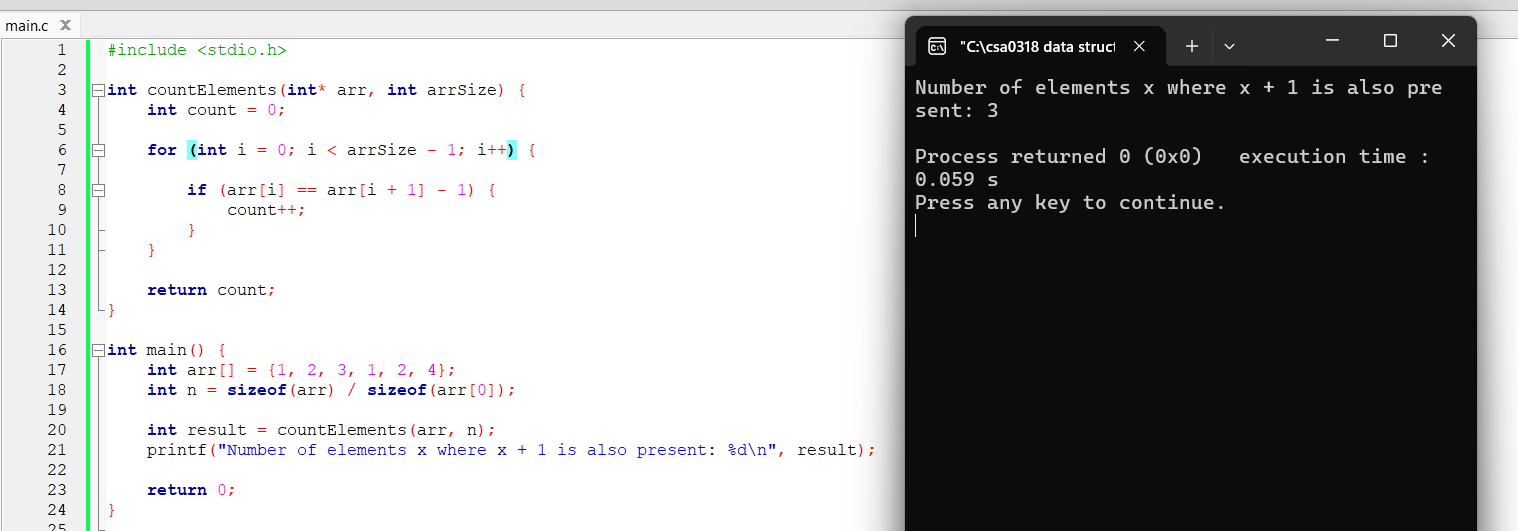 main.c
1 #include <stdio.h>
2
3 int countElements(int* arr, int arrSize) {
4     int count = 0;
5
6     for (int i = 0; i < arrSize - 1; i++) {
7
8         if (arr[i] == arr[i + 1] - 1) {
9             count++;
10         }
11     }
12
13     return count;
14 }
15
16 int main() {
17     int arr[] = {1, 2, 3, 1, 2, 4};
18     int n = sizeof(arr) / sizeof(arr[0]);
19
20     int result = countElements(arr, n);
21     printf("Number of elements x where x + 1 is also present: %d\n", result);
22
23     return 0;
24 }
25
"C:\csa0318 data struct
Number of elements x where x + 1 is also pre
sent: 3
Process returned 0 (0x0)   execution time :
0.059 s
Press any key to continue.